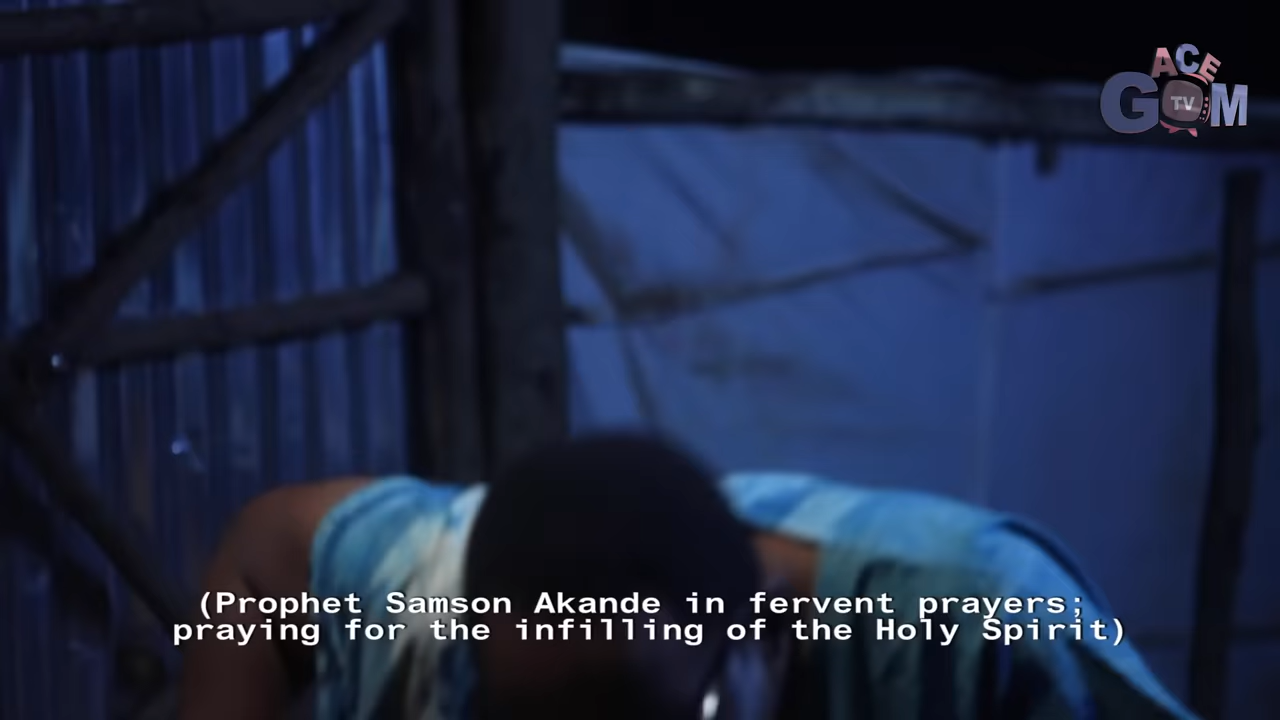 ACE
GOM
TV
(Prophet Samson Akande in fervent prayers;
praying for the infilling of the Holy Spirit)